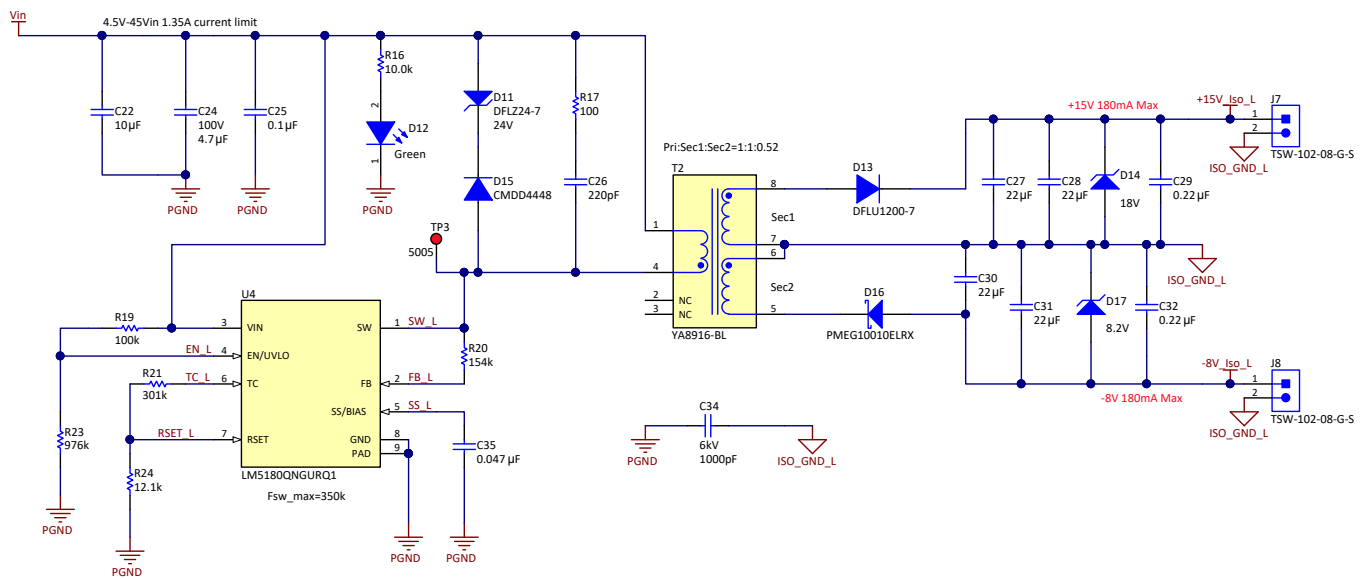 Vin
4.5V-45Vin 1.35A current limit
C22
10µF
C24
100V
4.7µF
C25
0.1µF
PGND
PGND
R16
10.0k
2
D12
1
Green
PGND
D11
DFLZ24-7
24V
D15
CMDD4448
R17
100
C26
220pF
TP3
5005
Pri:Sec1:Sec2=1:1:0.52
T2
1
4
2
3
NC
NC
8
7
6
5
Sec1
Sec2
YA8916-BL
D13
DFLU1200-7
D16
PMEG10010ELRX
+15V 180mA Max
+15V_Iso_L
J7
1
2
ISO_GND_L
TSW-102-08-G-S
C27
22µF
C28
22µF
D14
18V
C29
0.22µF
ISO_GND_L
C30
22µF
C31
22µF
D17
8.2V
C32
0.22µF
-8V_Iso_L
-8V 180mA Max
J8
1
2
ISO_GND_L
TSW-102-08-G-S
U4
R19
100k
3
VIN
SW
1
SW_L
EN_L
4
EN/UVLO
R20
154k
R21
301k
TC_L
6
TC
FB
2
FB_L
SS/BIAS
5
SS_L
R23
976k
RSET_L
7
RSET
GND
8
PAD
9
C35
0.047µF
R24
12.1k
LM5180QNGURQ1
Fsw_max=350k
PGND
PGND
PGND
PGND
C34
6kV
1000pF
PGND
ISO_GND_L